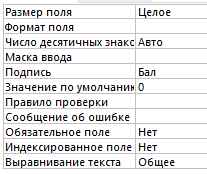 Размер поля Целое
Формат поля
Число десятичных знакс Авто
Маска ввода
Подпись Бал
Значение по умолчани 0
Правило проверки
Сообщение об ошибке
Обязательное поле Нет
Индексированное поле Нет
Выравнивание текста Общее